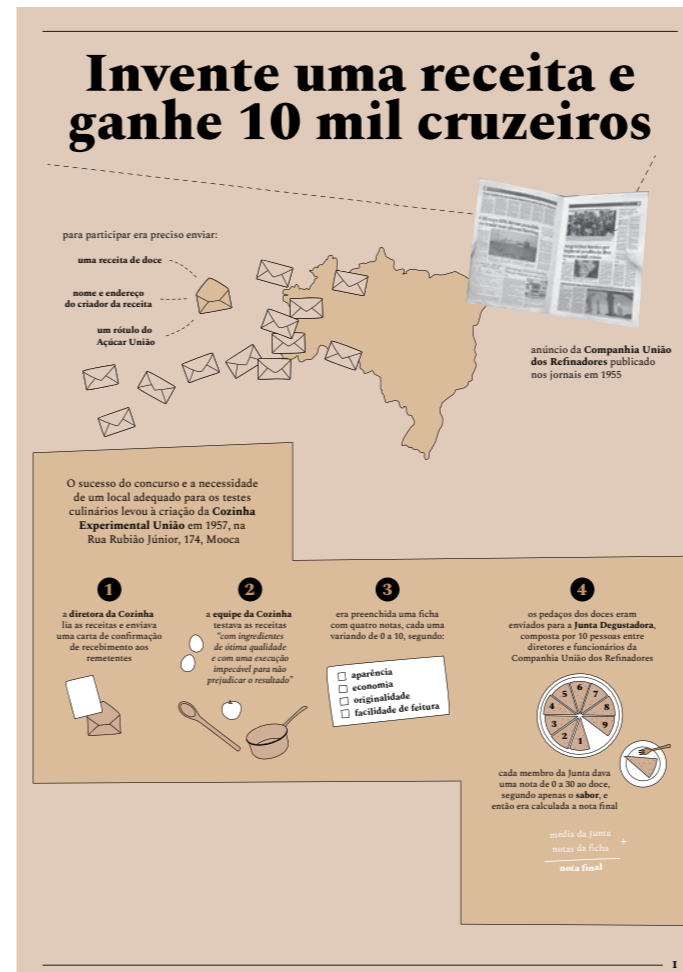 Invente uma receita e
ganhe 10 mil cruzeiros
para participar era preciso enviar:
uma receita de doce
nome e endereço
do criador da receita
um rótulo do
Açúcar União
anúncio da Companhia União
dos Refinadores publicado
nos jornais em 1955
O sucesso do concurso e a necessidade
de um local adequado para os testes
culinários levou à criação da Cozinha
Experimental União em 1957, na
Rua Rubião Júnior, 174, Mooca
1
a diretora da Cozinha
lia as receitas e enviava
uma carta de confirmação
de recebimento aos
remetentes
2
a equipe da Cozinha
testava as receitas
"com ingredientes
de ótima qualidade
e com uma execução
impecável para não
prejudicar o resultado"
3
era preenchida uma ficha
com quatro notas, cada uma
variando de 0 a 10, segundo:
aparência
economia
originalidade
facilidade de feitura
4
os pedaços dos doces eram
enviados para a Junta Degustadora,
composta por 10 pessoas entre
diretores e funcionários da
Companhia União dos Refinadores
1
2
3
4
5
6
7
8
9
cada membro da Junta dava
uma nota de 0 a 30 ao doce,
segundo apenas o sabor, e
então era calculada a nota final
média da Junta
+
notas da ficha
nota final
I